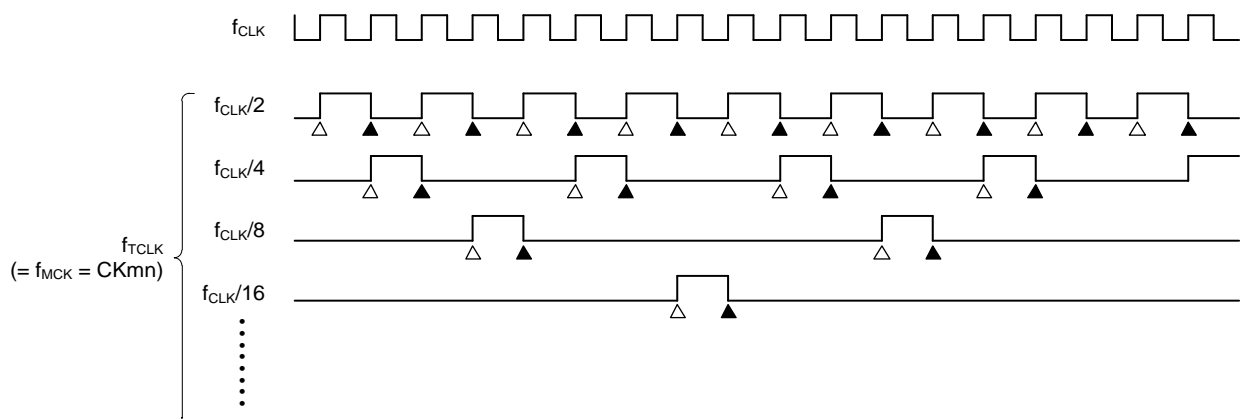 fCLK
fCLK/2
fCLK/4
fCLK/8
fTCLK
(= fMCK = CKmn)
fCLK/16